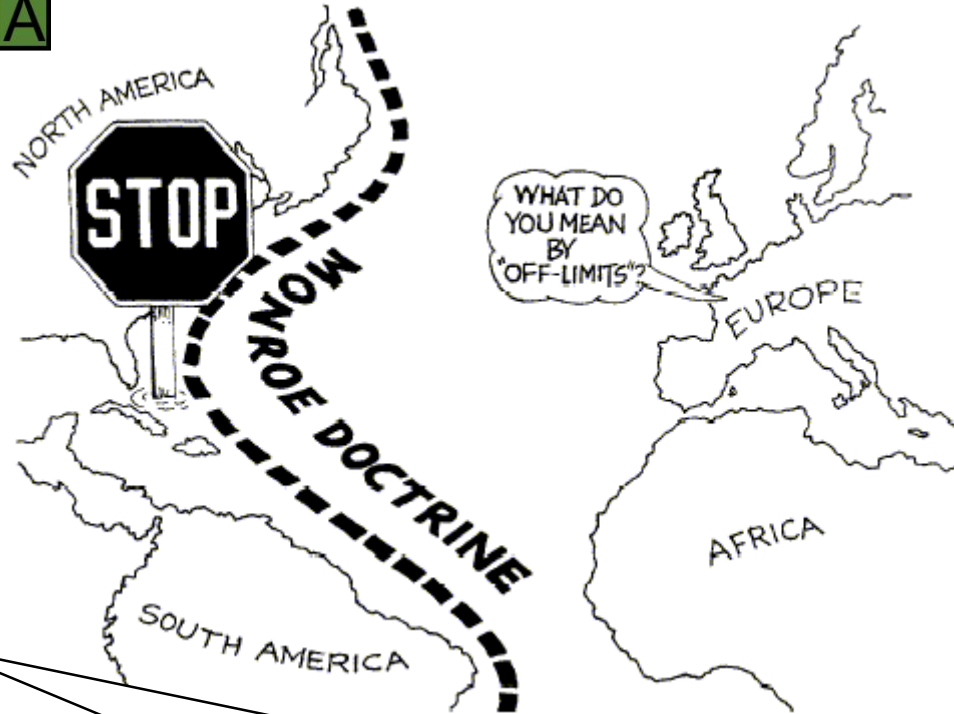 A
NORTH AMERICA
STOP
WHAT DO
YOU MEAN
BY
"OFF-LIMITS"?
EUROPE
MONROE DOCTRINE
AFRICA
SOUTH AMERICA